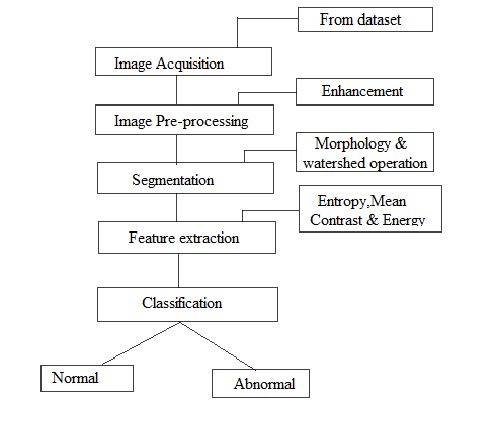 From dataset
Image Acquisition
Enhancement
Image Pre-processing
Morphology &
watershed operation
Segmentation
Entropy,Mean
Contrast & Energy
Feature extraction
Classification
Normal
Abnormal